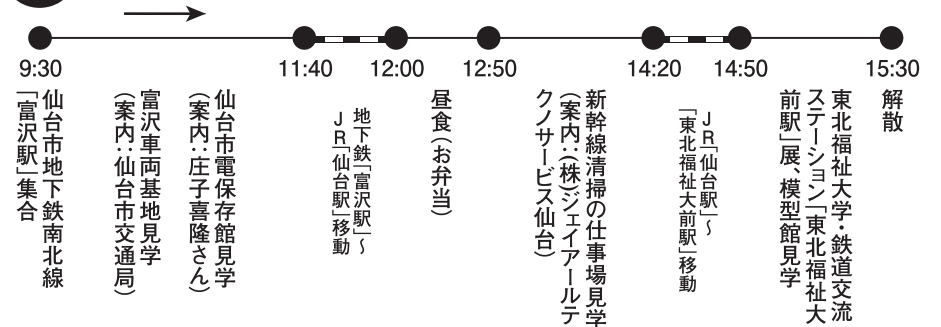 9:30
11:40
12:00
12:50
14:20
14:50
15:30
仙台市地下鉄南北線
「富沢駅」集合
富沢車両基地見学
(案内:仙台市交通局)
仙台市電保存館見学
(案内:庄子喜隆さん)
地下鉄「富沢駅」~
JR「仙台駅」移動
昼食(お弁当)
新幹線清掃の仕事場見学
(案内:(株)ジェイアールテ
クノサービス仙台)
JR「仙台駅」~
「東北福祉大前駅」移動
東北福祉大学・鉄道交流
ステーション「東北福祉大
前駅」展、模型館見学
解散